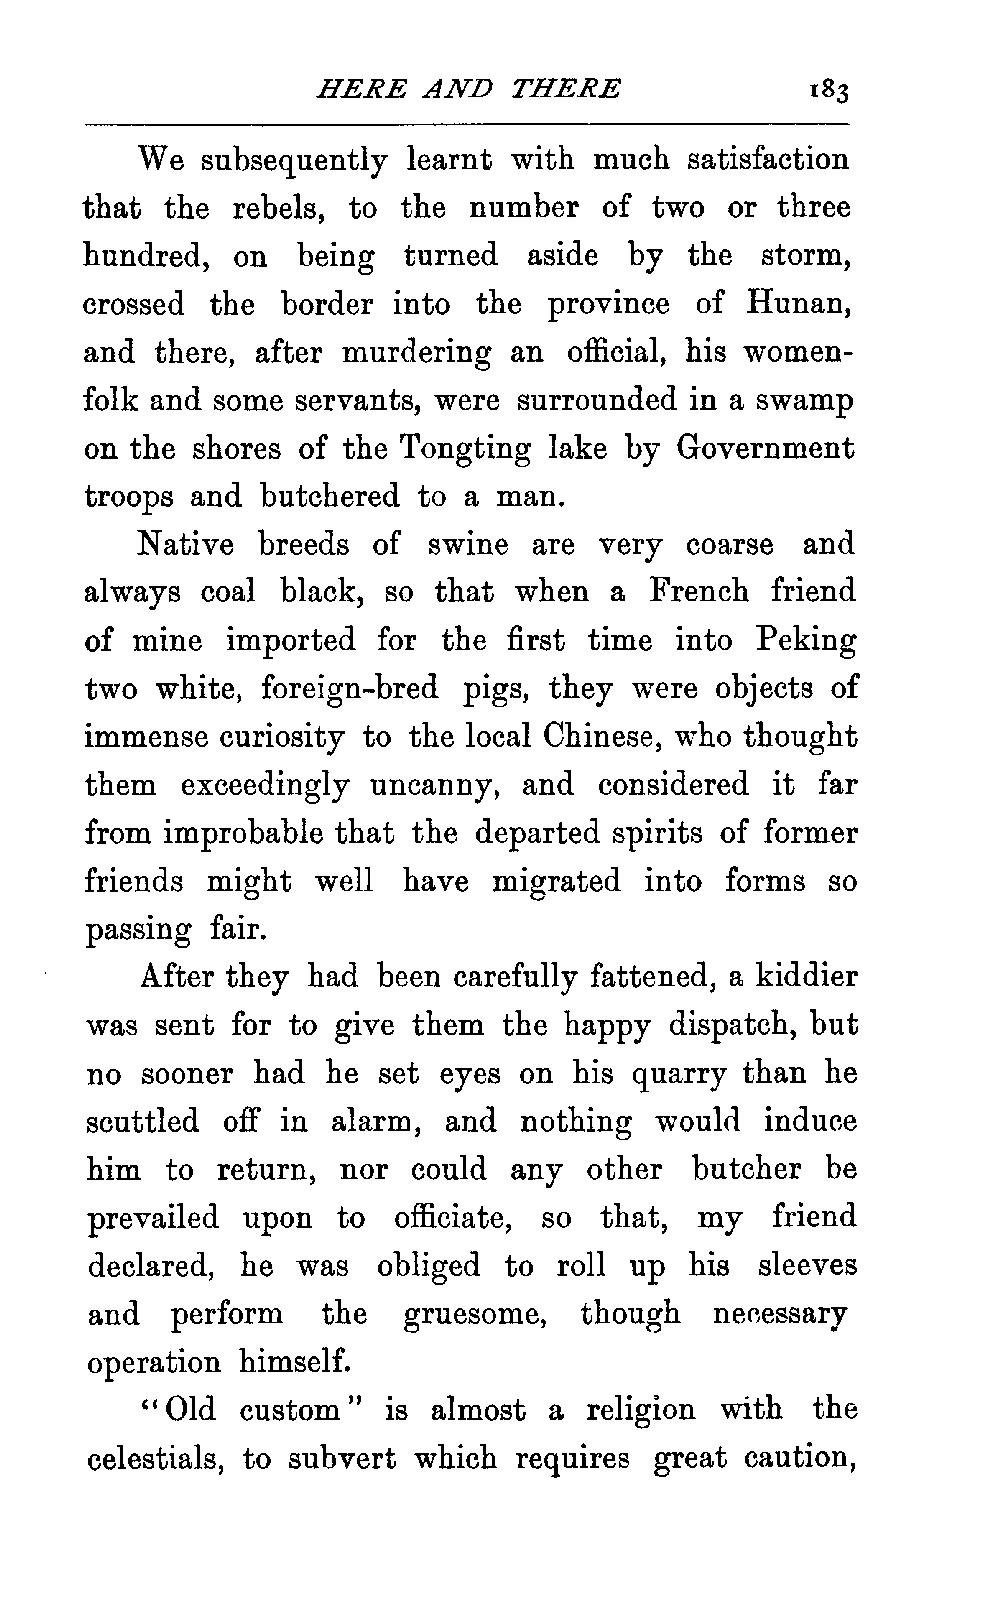 HERE AND THERE 183
We subsequently learnt with much satisfaction
that the rebels, to the number of two or three
hundred, on being turned aside by the storm,
crossed the border into the province of Hunan,
and there, after murdering an official, his women-
folk and some servants, were surrounded in a swamp
on the shores of the Tongting lake by Government
troops and butchered to a man.
Native breeds of swine are very coarse and
always coal black, so that when a French friend
of mine imported for the first time into Peking
two white, foreign-bred pigs, they were objects of
immense curiosity to the local Chinese, who thought
them exceedingly uncanny, and considered it far
from improbable that the departed spirits of former
friends might well have migrated into forms so
passing fair.
After they had been carefully fattened, a kiddier
was sent for to give them the happy dispatch, but
no sooner had he set eyes on his quarry than he
scuttled off in alarm, and nothing would induce
him to return, nor could any other butcher be
prevailed upon to officiate, so that, my friend
declared, he was obliged to roll up his sleeves
and perform the gruesome, though necessary
operation himself.
"Old custom" is almost a religion with the
celestials, to subvert which requires great caution,